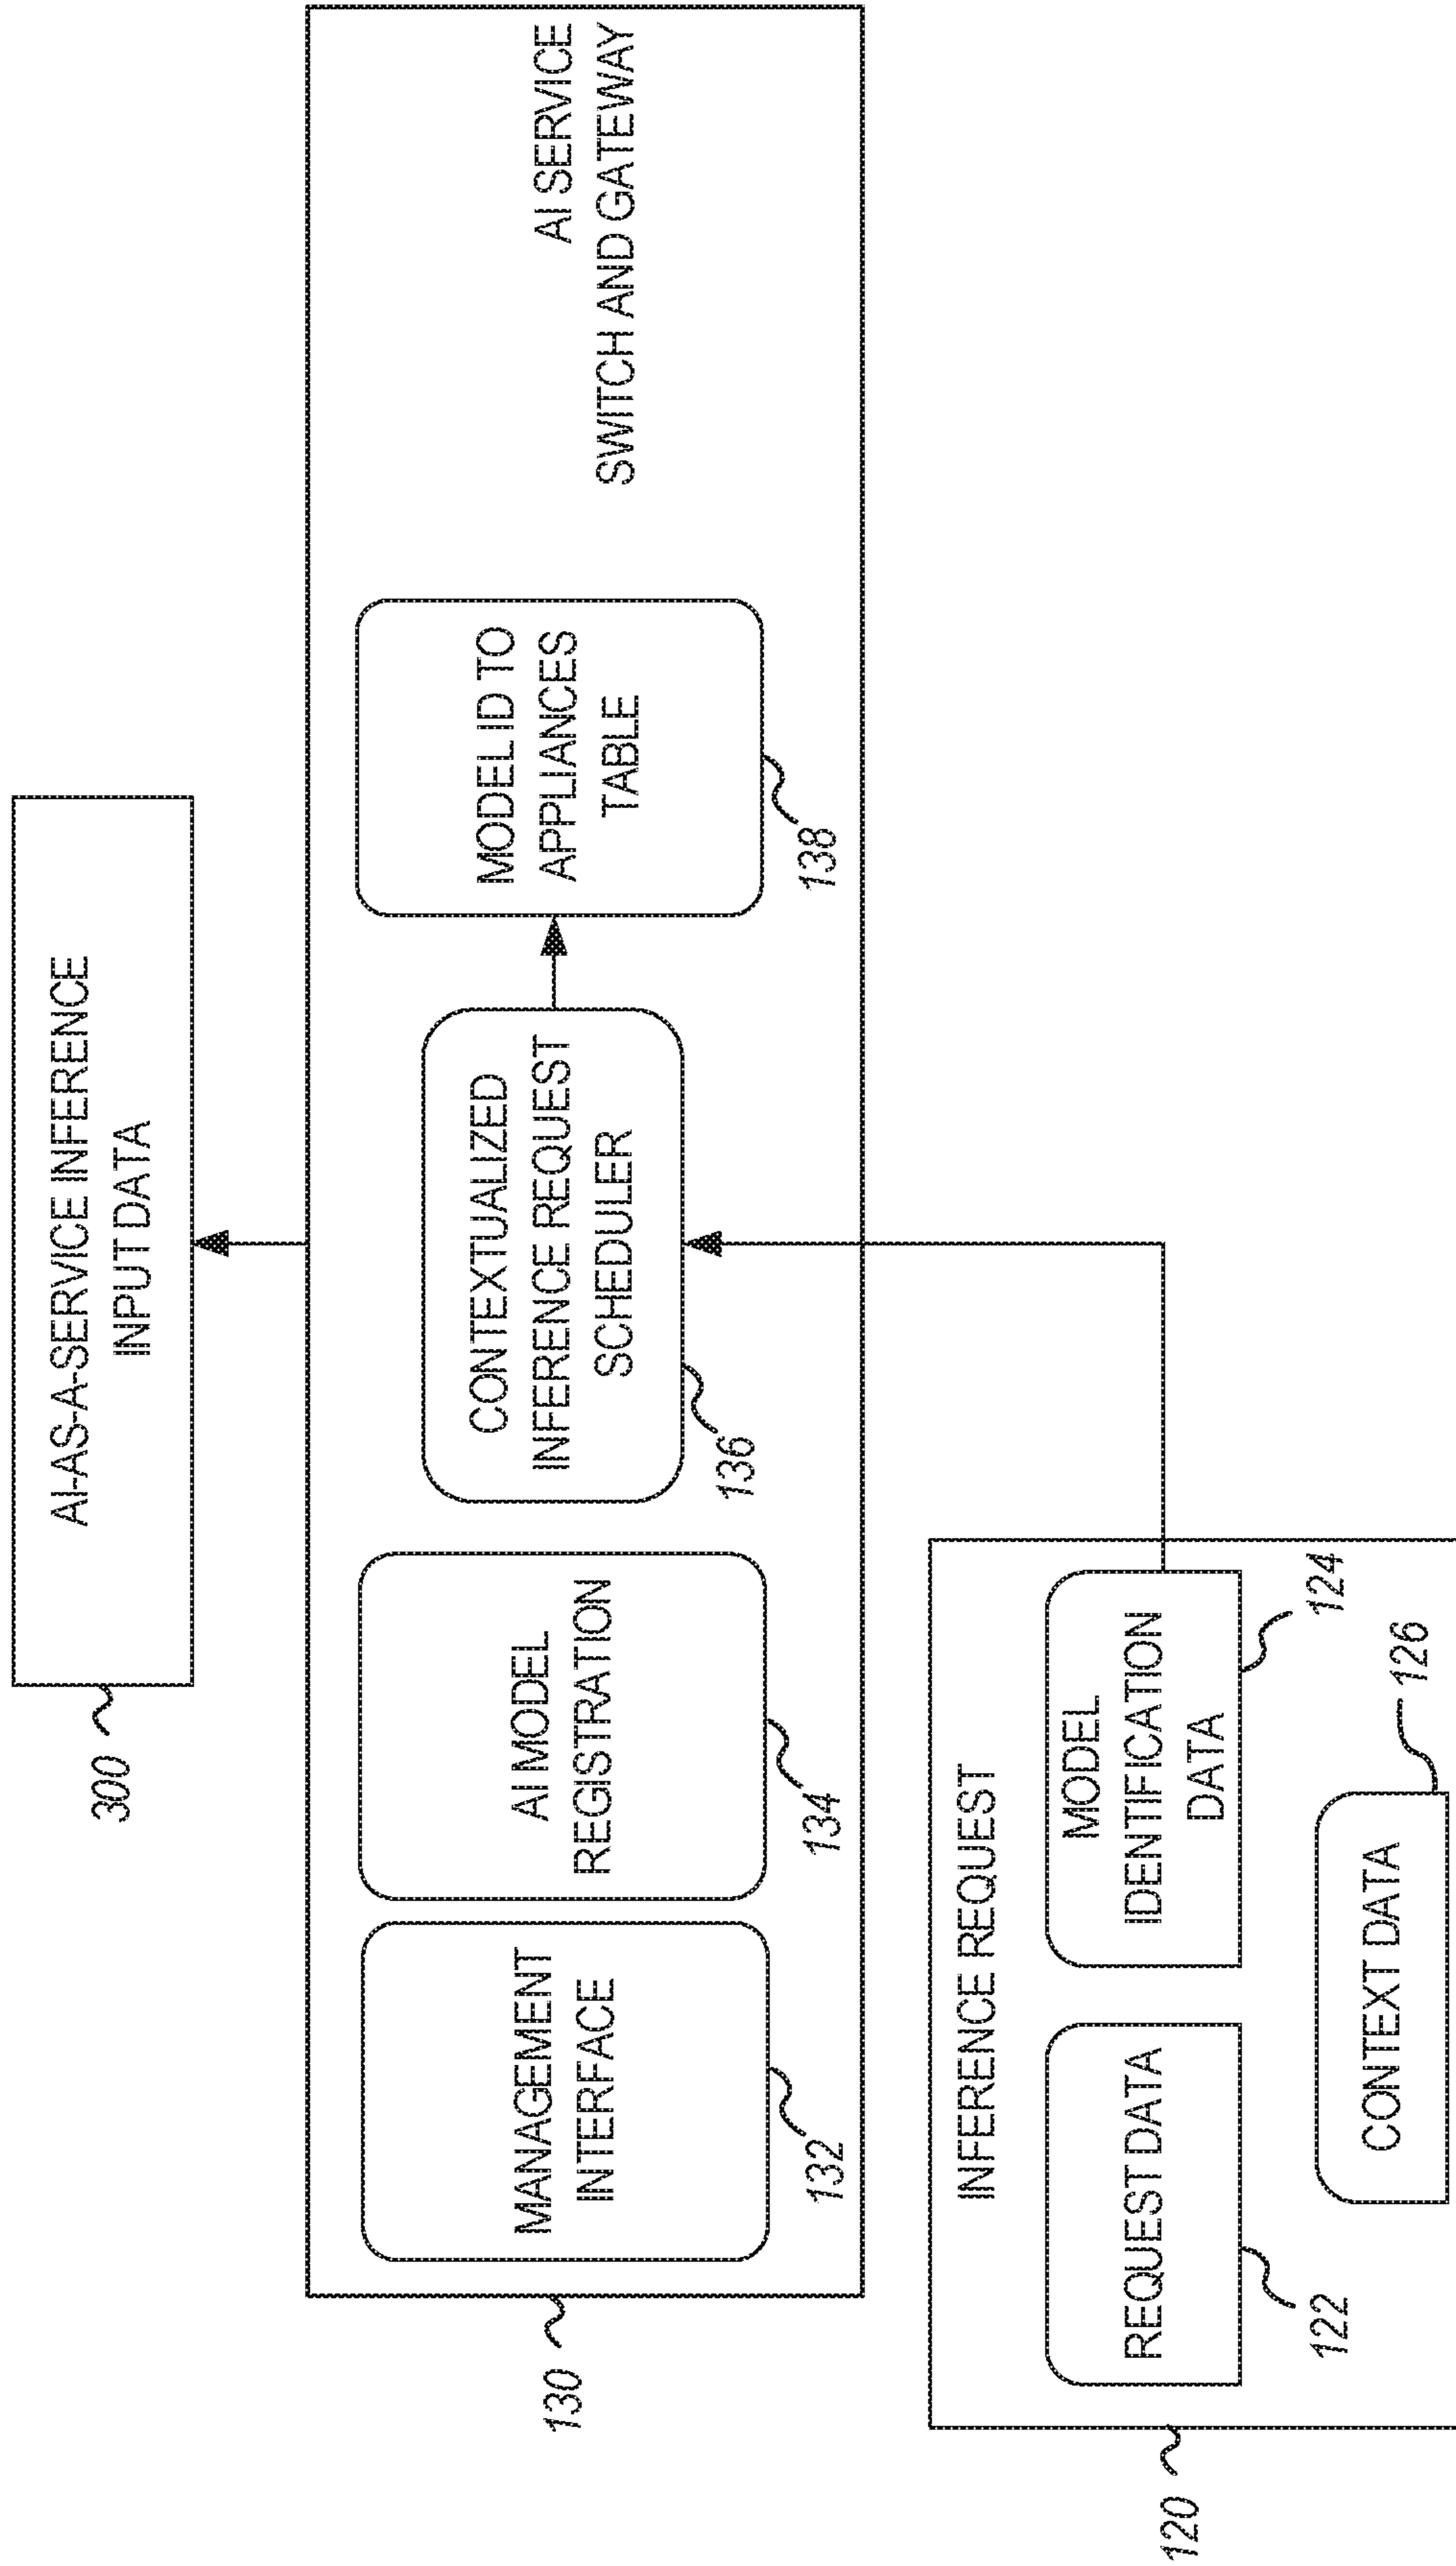 AI-AS-A-SERVICE INFERENCE
INPUT DATA
300
MANAGEMENT
INTERFACE
132
AI MODEL
REGISTRATION
134
CONTEXTUALIZED
INFERENCE REQUEST
SCHEDULER
136
MODEL ID TO
APPLIANCES
TABLE
138
AI SERVICE
SWITCH AND GATEWAY
130
INFERENCE REQUEST
REQUEST DATA
122
MODEL
IDENTIFICATION
DATA
124
CONTEXT DATA
126
120